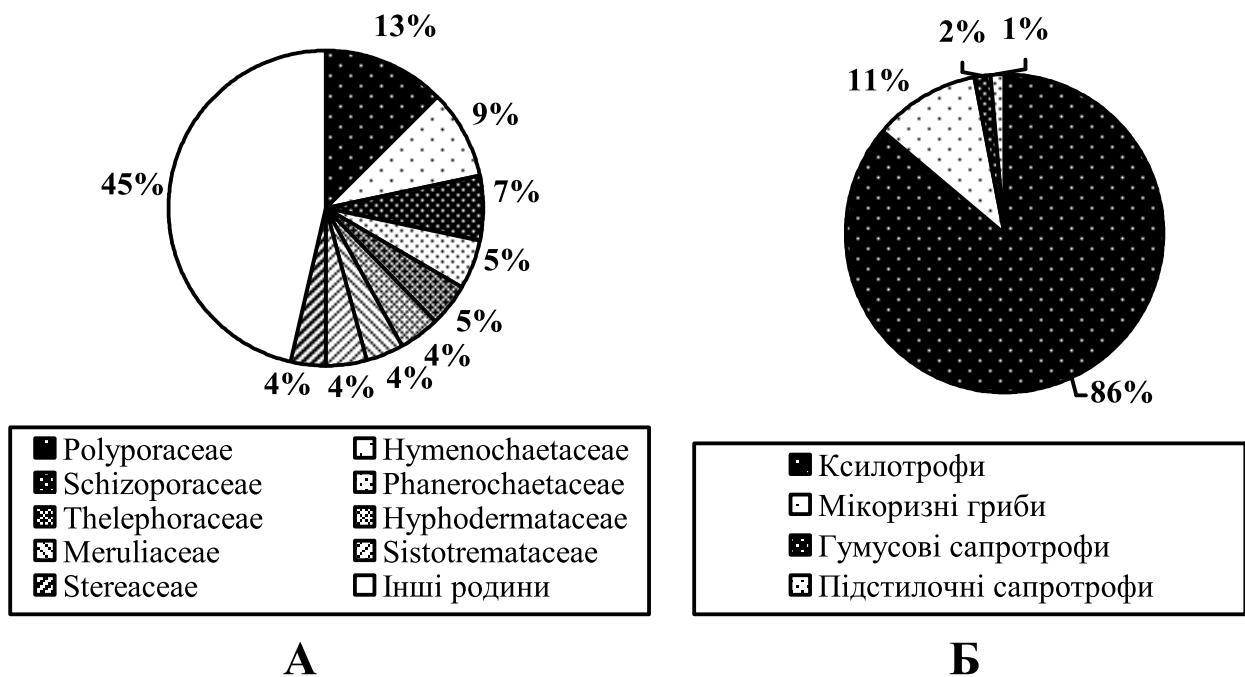 13%
9%
7%
5%
5%
4%
4%
4%
4%
45%
Polyporaceae Hymenochaetaceae
Schizoporaceae Phanerochaetaceae
Thelephoraceae Hyphodermataceae
Meruliaceae Sistotremataceae
Stereaceae Інші родини
А
2% 1%
11%
86%
Ксилотрофи
Мікоризні гриби
Гумусові сапротрофи
Підстилочні сапротрофи
Б